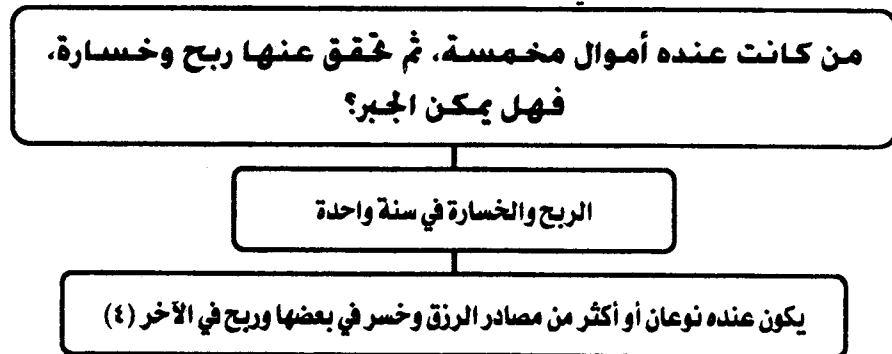 من كانت عنده أموال مخمسة، ثم تحقق عنها ربح وخسارة،
فهل يمكن الجبر؟
الربح والخسارة في سنة واحدة
يكون عنده نوعان أو أكثر من مصادر الرزق وخسر في بعضها وربح في الآخر (٤)